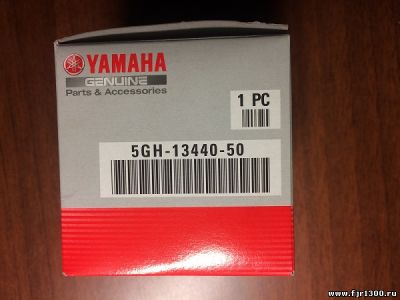 YAMAHA
GENUINE
Parts & Accessories
1 PC
5GH-13440-50
www.fjr1300.ru